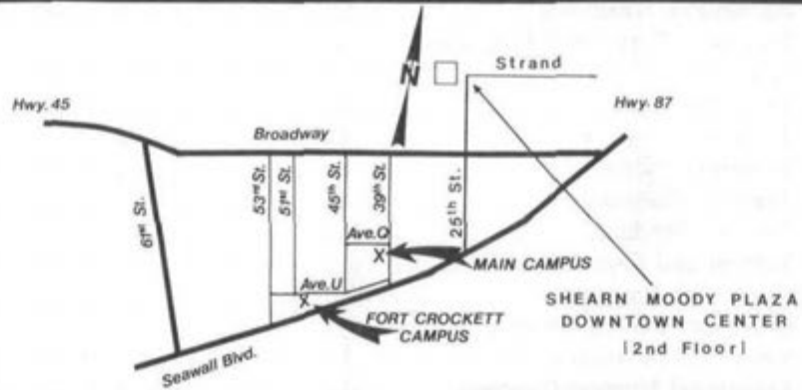 N
Strand
Hwy. 45
Hwy. 87
Broadway
61st St.
53rd St.
51st St.
45th St.
39th St.
25th St.
Ave.Q
X
MAIN CAMPUS
Ave.U
X
FORT CROCKETT
CAMPUS
SHEARN MOODY PLAZA
DOWNTOWN CENTER
[2nd Floor]
Seawall Blvd.